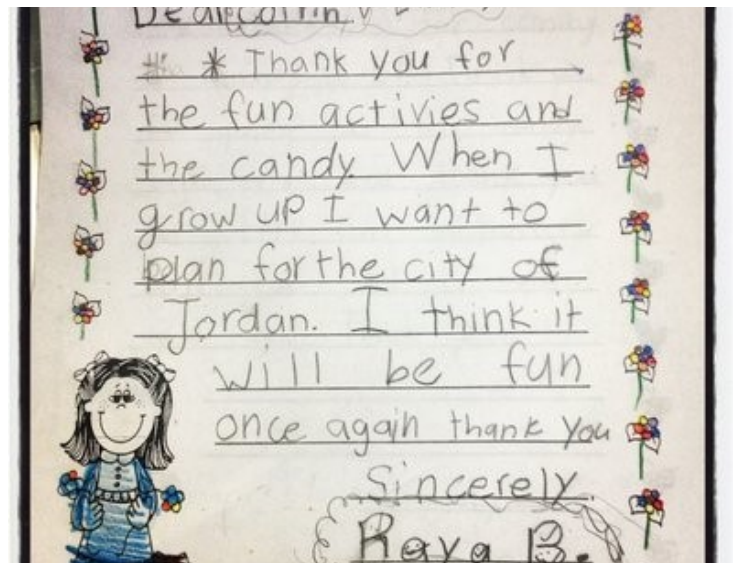 * Thank you for
the fun activies and
the candy. When I
grow up I want to
plan for the city of
Jordan. I think it
will be fun
once again thank you
Sincerely,
Raya B.